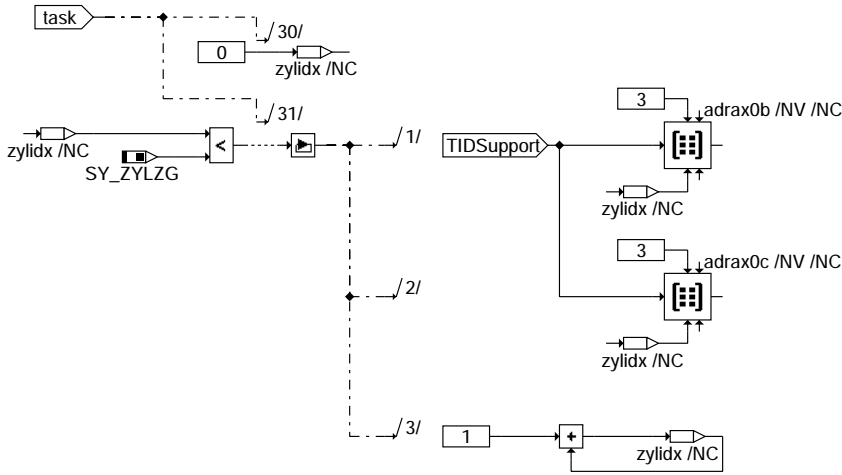 task
30/
0
zylidx /NC
31/
zylidx /NC
SY_ZYLZG
<
1/
TIDSupport
3
adrax0b /NV /NC
zylidx /NC
3
adrax0c /NV /NC
2/
zylidx /NC
3/
1
+
zylidx /NC